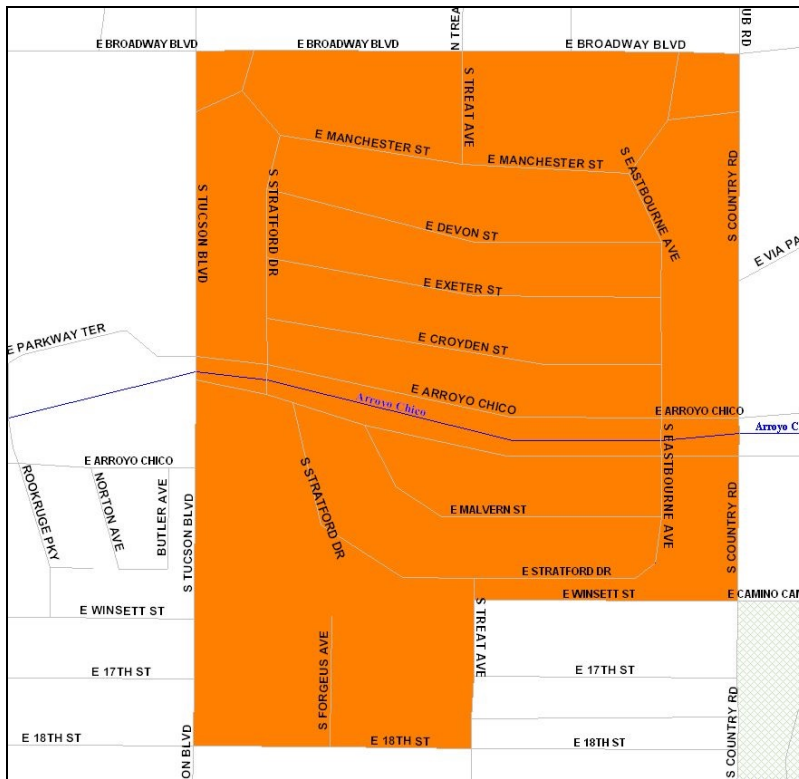 N TREA
UB RD
E BROADWAY BLVD
E BROADWAY BLVD
E BROADWAY BLVD
S TREAT AVE
E MANCHESTER ST
E MANCHESTER ST
S EASTBOURNE AVE
S COUNTRY RD
S TUCSON BLVD
S STRATFORD DR
E DEVON ST
E VIA PA
E EXETER ST
E PARKWAY TER
E CROYDEN ST
E ARROYO CHICO
Arroyo Chico
E ARROYO CHICO
Arroyo C
E ARROYO CHICO
ROOKRUGE PKY
NORTON AVE
BUTLER AVE
S TUCSON BLVD
S STRATFORD DR
S EASTBOURNE AVE
S COUNTRY RD
E MALVERN ST
E STRATFORD DR
E WINSETT ST
E CAMINO CAM
E WINSETT ST
S TREAT AVE
S FORGEUS AVE
E 17TH ST
E 17TH ST
S COUNTRY RD
E 18TH ST
ON BLVD
E 18TH ST
E 18TH ST